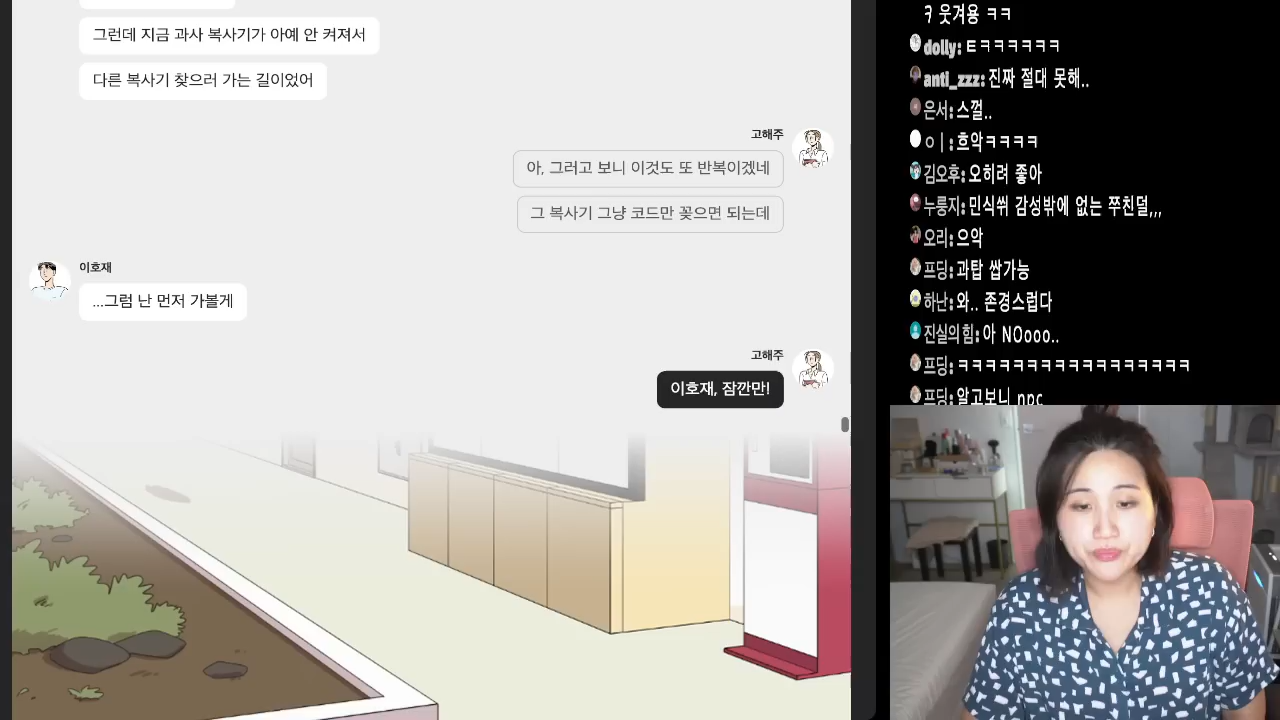 그런데 지금 과사 복사기가 아예 안 켜져서
다른 복사기 찾으러 가는 길이었어
고해주
아, 그러고 보니 이것도 또 반복이겠네
그 복사기 그냥 코드만 꽂으면 되는데
이호재
...그럼 난 먼저 가볼게
고해주
이호재, 잠깐만!
ㅋ 웃겨용 ㅋㅋ
dolly: ㅌㅋㅋㅋㅋㅋㅋ
anti_zzz: 진짜 절대 못해..
은서: 스껄..
ㅇㅣ: 흐악ㅋㅋㅋㅋ
김오후: 오히려 좋아
누룽지: 민식쒸 감성밖에 없는 쭈친덜,,,
오리: 으악
프딩: 과탑 쌉가능
하난: 와.. 존경스럽다
진실의힘: 아 NOooo..
프딩: ㅋㅋㅋㅋㅋㅋㅋㅋㅋㅋㅋㅋㅋㅋㅋㅋㅋㅋ
프딩: 알고보니 npc